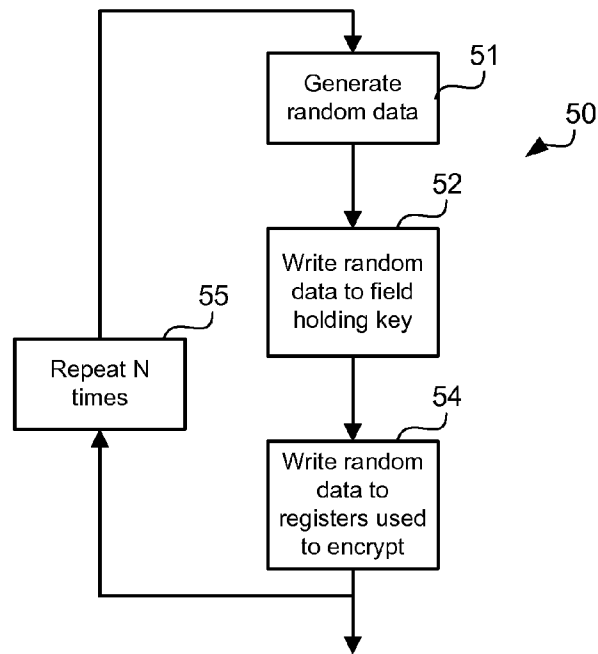 51
Generate
random data
50
52
Write random
data to field
holding key
55
Repeat N
times
54
Write random
data to
registers used
to encrypt